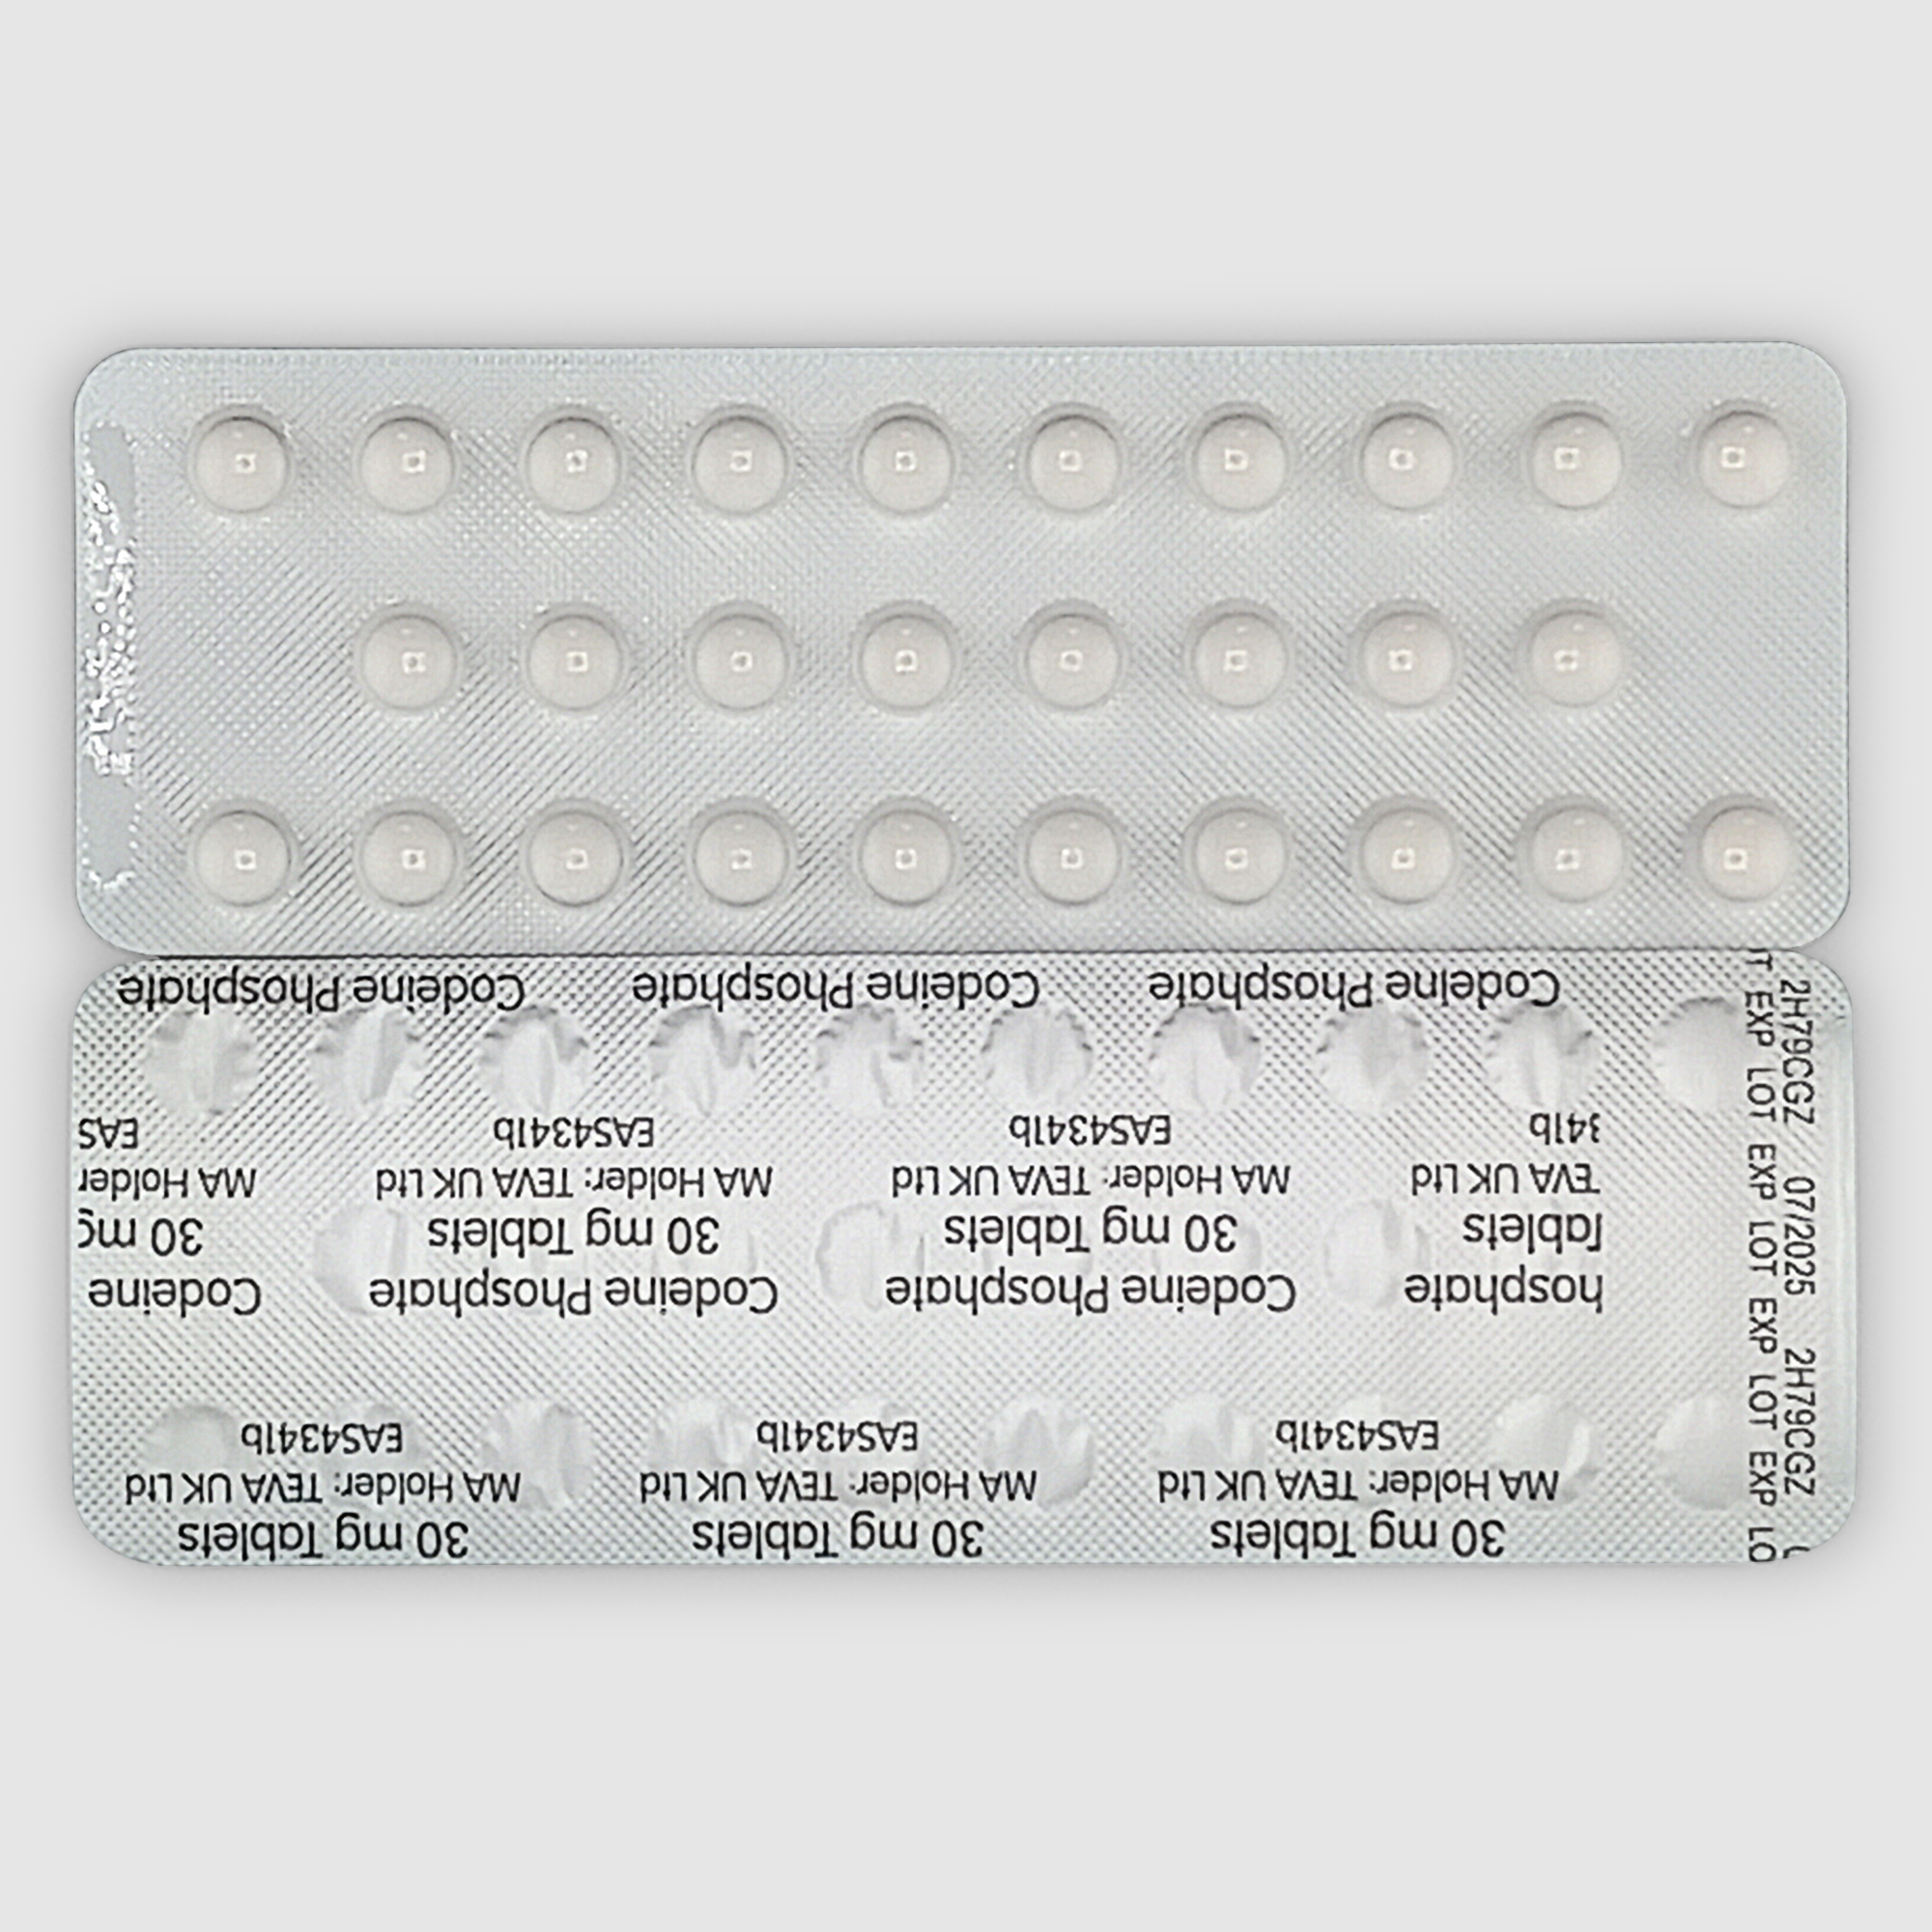 30 mg Tablets 30 mg Tablets 30 mg Tablets
MA Holder: TEVA UK Ltd MA Holder: TEVA UK Ltd MA Holder: TEVA UK Ltd
EAS4341b EAS4341b EAS4341b
hosphate Codeine Phosphate Codeine Phosphate Codeine
Tablets 30 mg Tablets 30 mg Tablets 30 mg
EVA UK Ltd MA Holder: TEVA UK Ltd MA Holder: TEVA UK Ltd MA Holder
341b EAS4341b EAS4341b EAS
Codeine Phosphate Codeine Phosphate Codeine Phosphate
2H79CGZ 07/2025 2H79CGZ
OT EXP LOT EXP LOT EXP LOT EXP LO